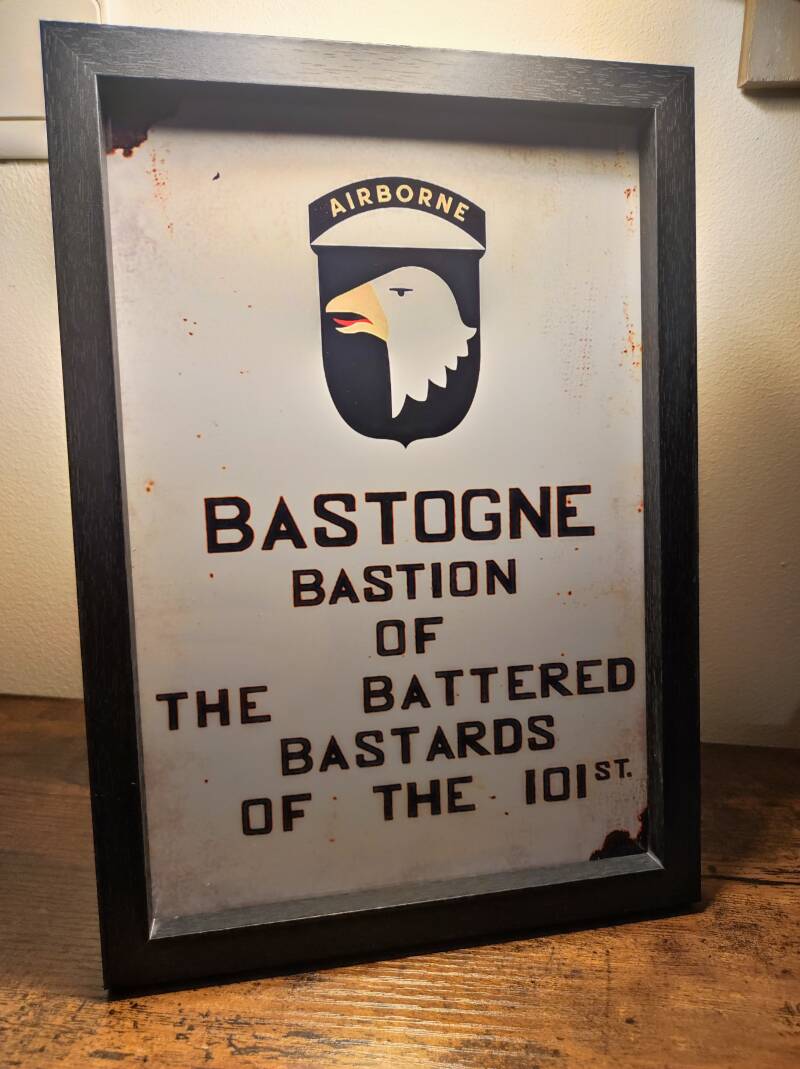 AIRBORNE
BASTOGNE
BASTION
OF
THE BATTERED
BASTARDS
OF THE 101ST.